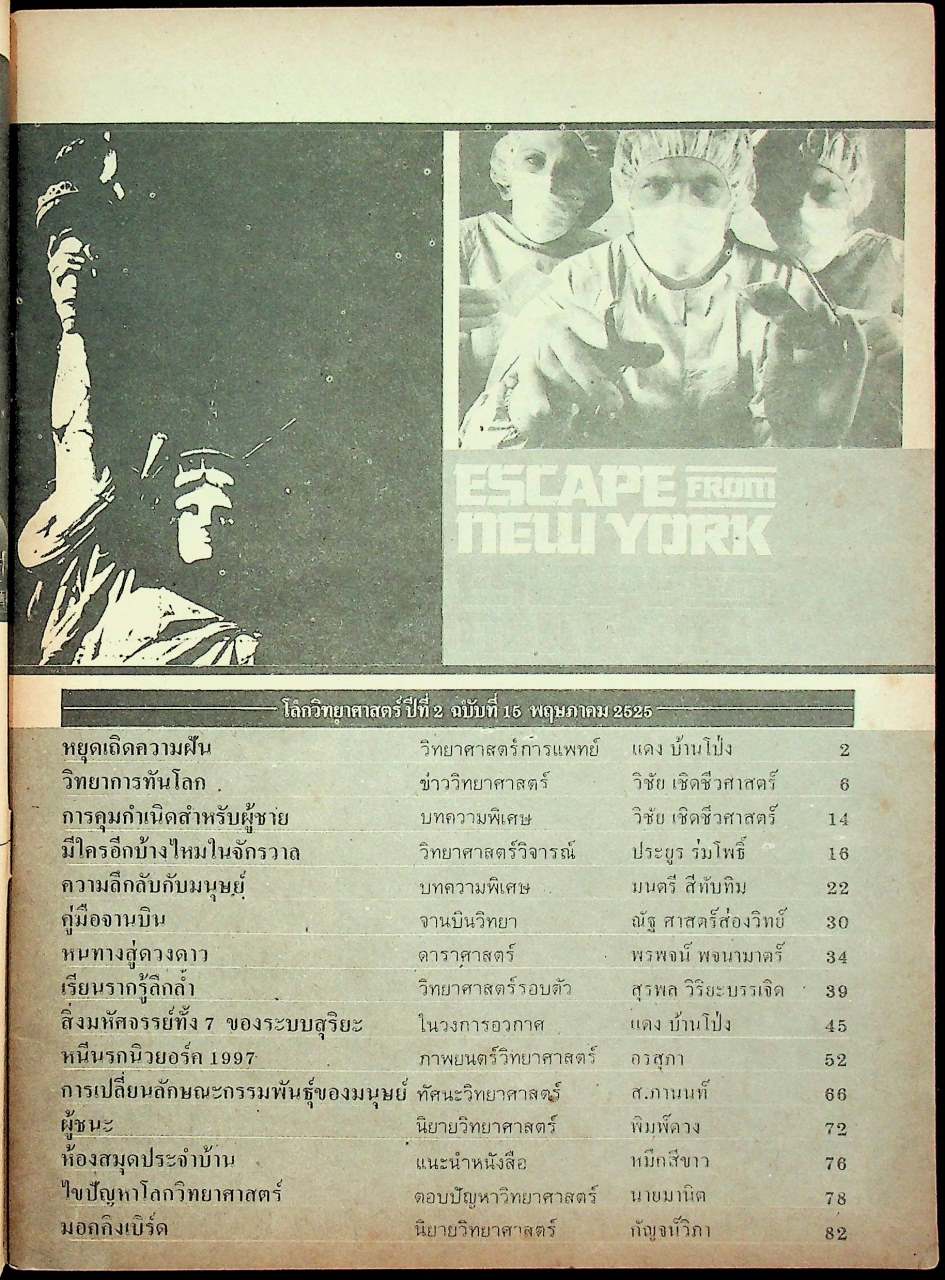 ESCAPE FROM
NEW YORK
โลกวิทยาศาสตร์ ปีที่ 2 ฉบับที่ 15 พฤษภาคม 2525
หยุดเถิดความฝัน วิทยาศาสตร์การแพทย์ แดง บ้านโป่ง 2
วิทยาการทันโลก ข่าววิทยาศาสตร์ วิชัย เชิดชีวศาสตร์ 6
การคุมกำเนิดสำหรับผู้ชาย บทความพิเศษ วิชัย เชิดชีวศาสตร์ 14
มีใครอีกบ้างไหมในจักรวาล วิทยาศาสตร์วิจารณ์ ประยูร ร่มโพธิ์ 16
ความลึกลับกับมนุษย์ บทความพิเศษ มนตรี สีทับทิม 22
คู่มือจานบิน จานบินวิทยา ณัฐ ศาสตร์ส่องวิทย์ 30
หนทางสู่ดวงดาว ดาราศาสตร์ พรพจน์ พจนามาตร์ 34
เรียนรากรู้ลึกล้ำ วิทยาศาสตร์รอบตัว สุรพล วิริยะบรรเจิด 39
สิ่งมหัศจรรย์ทั้ง 7 ของระบบสุริยะ ในวงการอวกาศ แดง บ้านโป่ง 45
หนีนรกนิวยอร์ค 1997 ภาพยนตร์วิทยาศาสตร์ อรสุภา 52
การเปลี่ยนลักษณะกรรมพันธุ์ของมนุษย์ ทัศนะวิทยาศาสตร์ ส.ภานนท์ 66
ผู้ชนะ นิยายวิทยาศาสตร์ พิมพ์ดวง 72
ห้องสมุดประจำบ้าน แนะนำหนังสือ หมึกสีขาว 76
ไขปัญหาโลกวิทยาศาสตร์ ตอบปัญหาวิทยาศาสตร์ นายมานิต 78
มอกกิงเบิร์ด นิยายวิทยาศาสตร์ กัญจน์วิภา 82